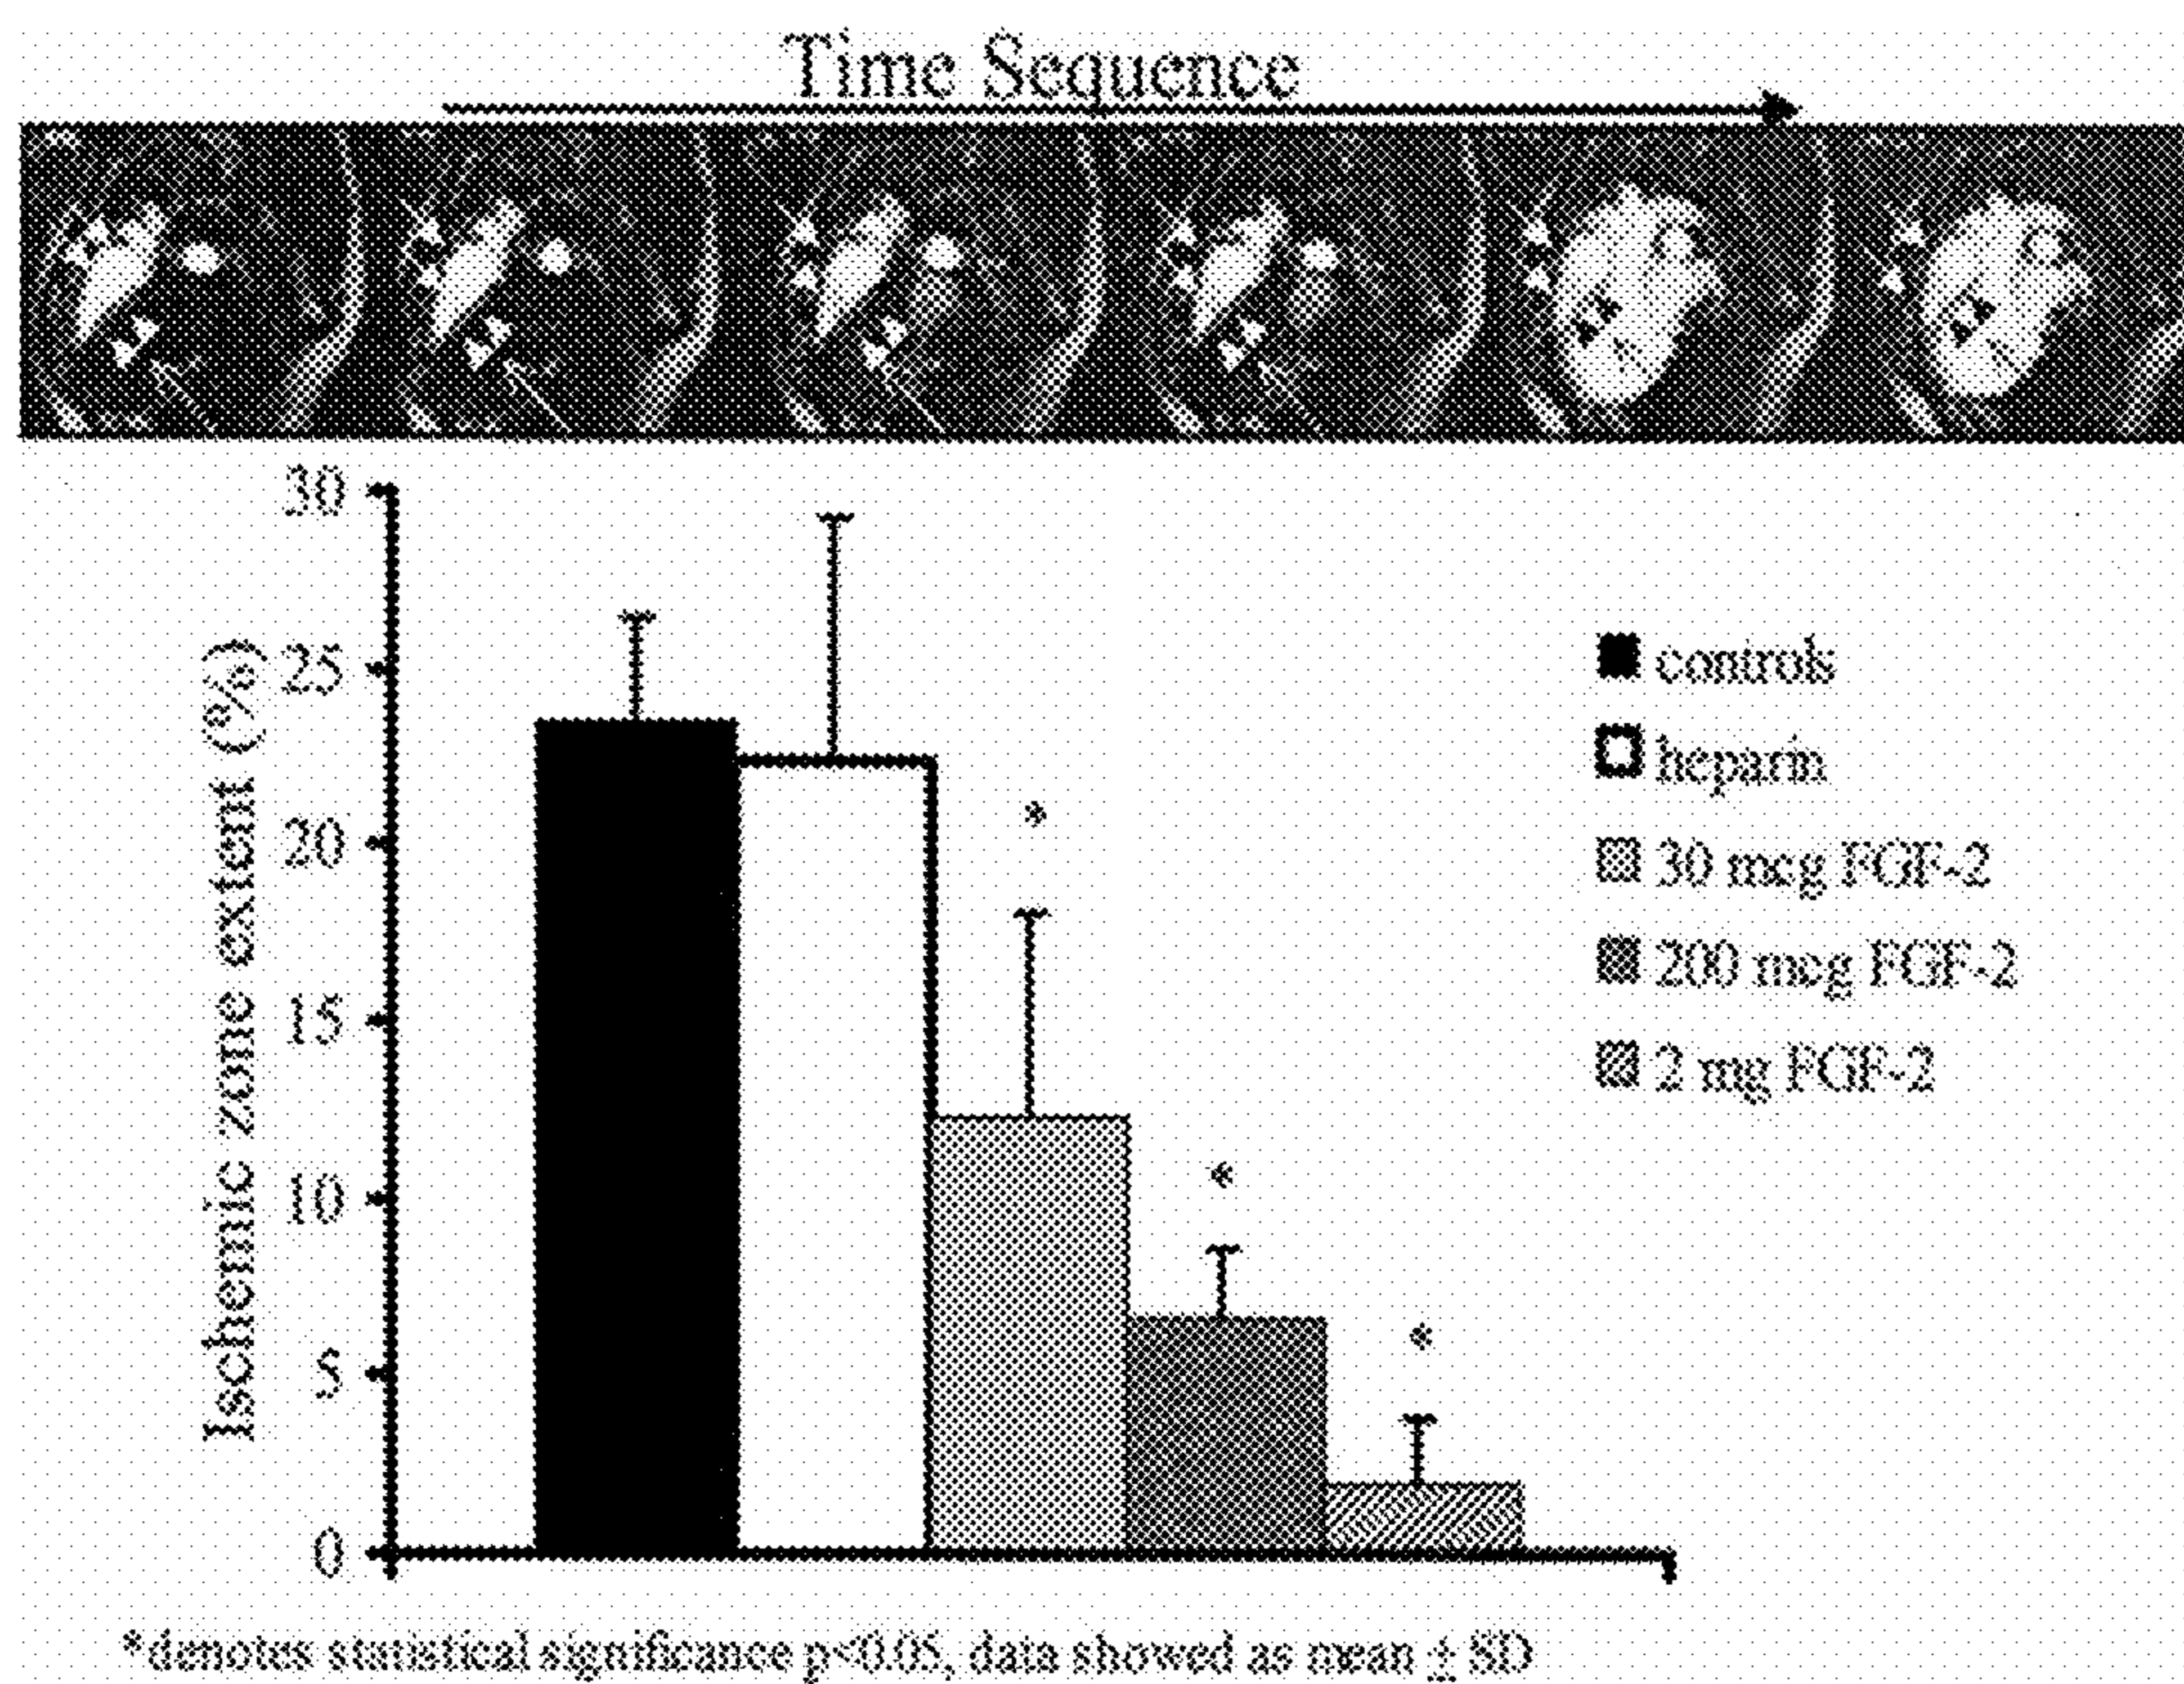 Time Sequence
30
25
20
15
10
5
0
Ischemic zone extent (%)
controls
heparin
30 mcg FGF-2
200 mcg FGF-2
2 mg FGF-2
*
*
*
*denotes statistical significance p<0.05, data showed as mean ± SD